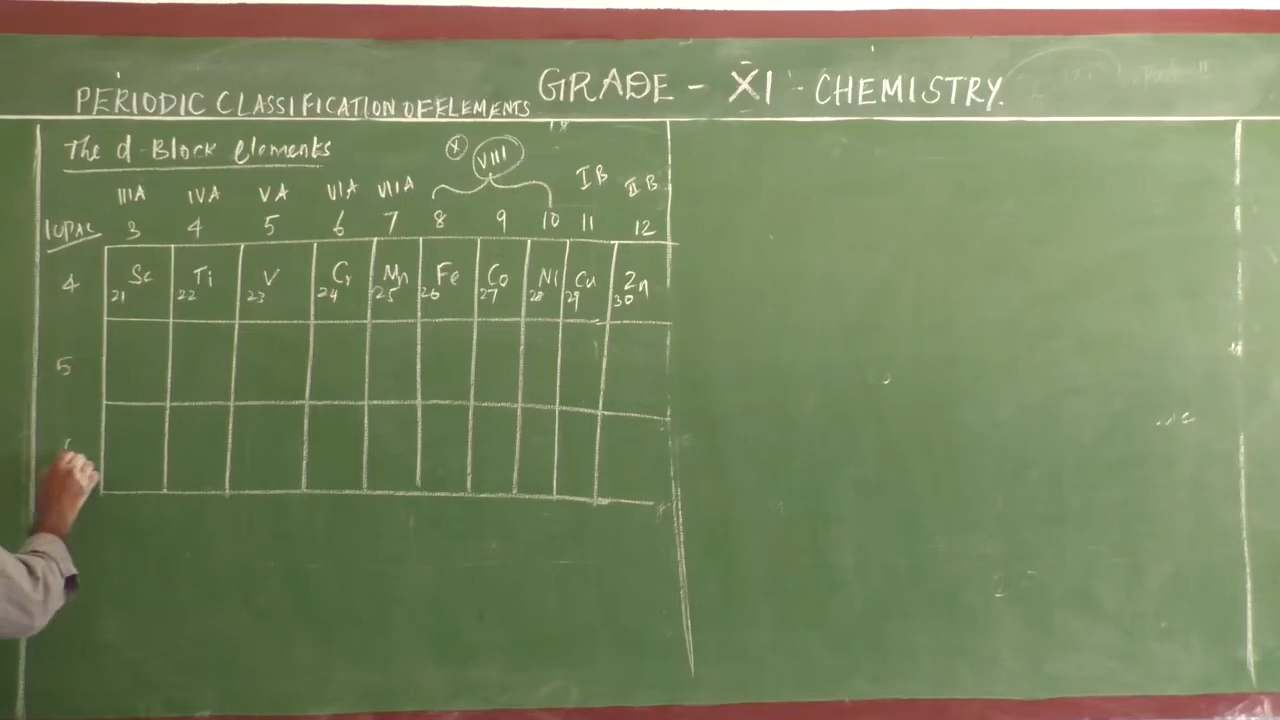 GRADE - XI - CHEMISTRY.
PERIODIC CLASSIFICATION OF ELEMENTS
The d-Block elements
X VIII
IIIA IVA VA VIA VIIA IB IIB
IUPAC 3 4 5 6 7 8 9 10 11 12
4 Sc Ti V Cr Mn Fe Co Ni Cu Zn
21 22 23 24 25 26 27 28 29 30
5